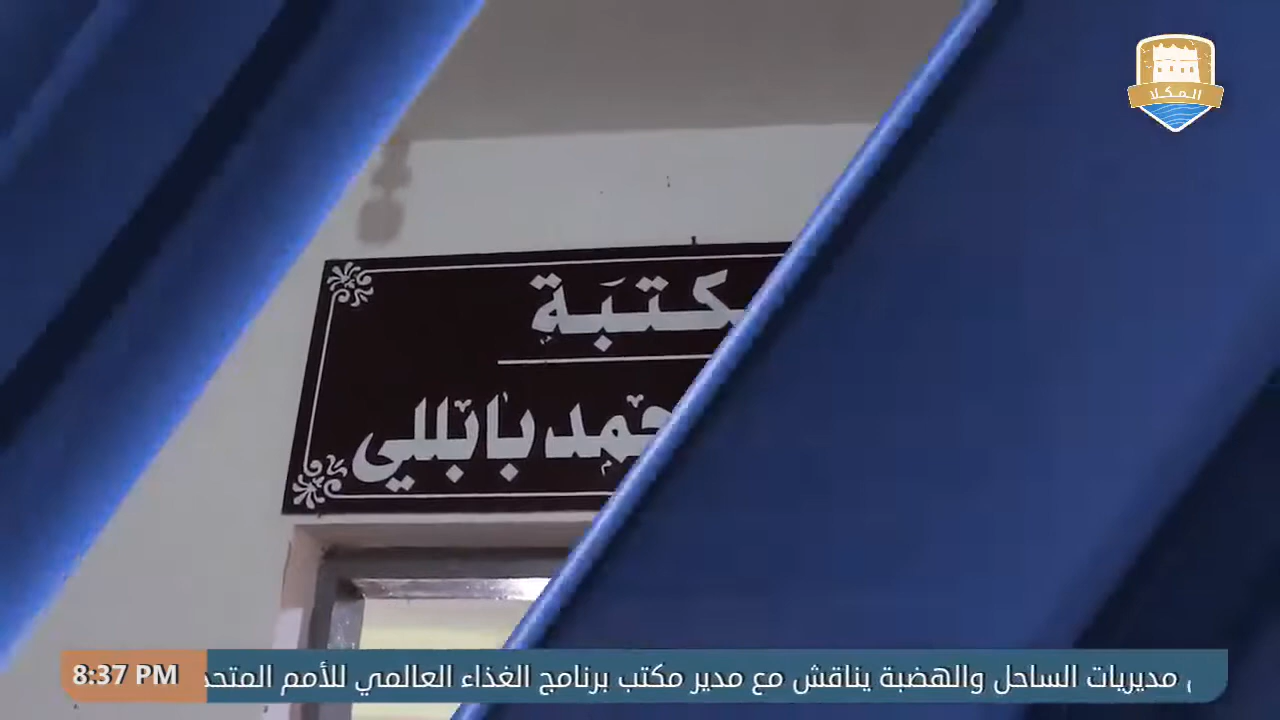 المكلا
كتبة
حمد بابللي
8:37 PM
مديريات الساحل والهضبة يناقش مع مدير مكتب برنامج الغذاء العالمي للأمم المتحد